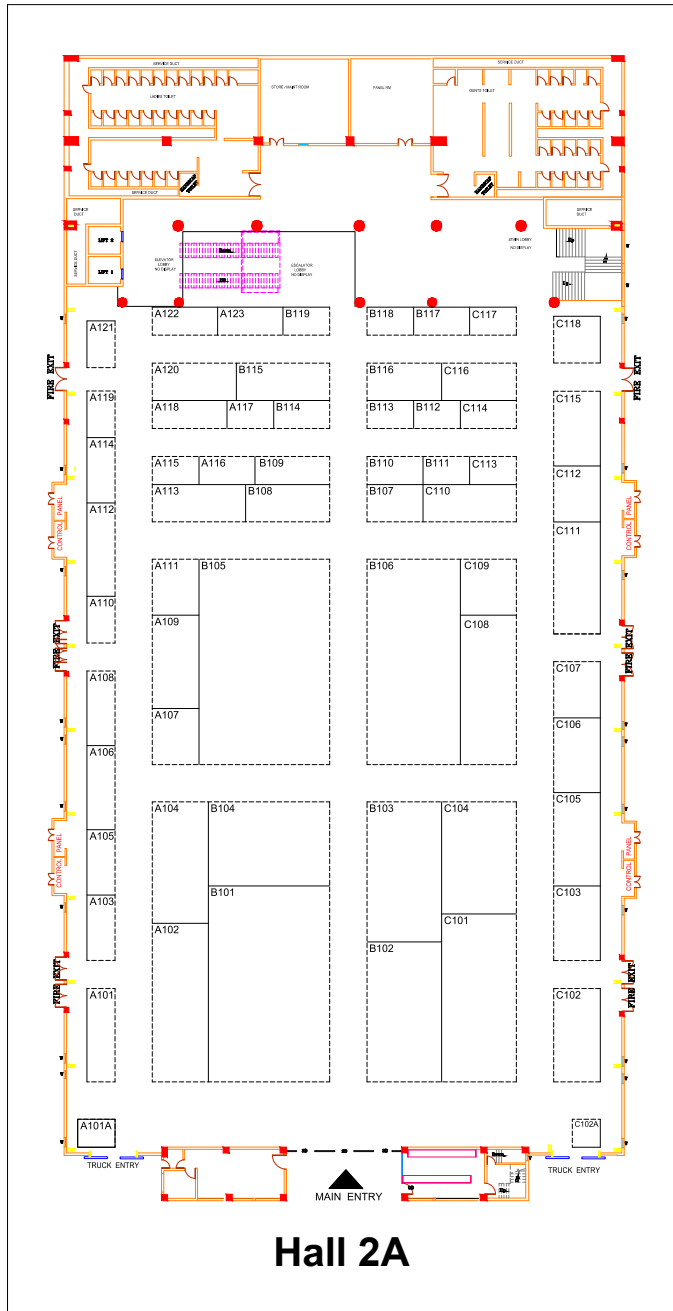 SERVICE DUCT
SERVICE DUCT
LADIES TOILET
STORE / MAINT ROOM
PANEL RM
GENTS TOILET
HANDICAP TOILET
HANDICAP TOILET
SERVICE DUCT
SERVICE DUCT
SERVICE DUCT
SERVICE DUCT
LIFT 2
LIFT 1
ELEVATOR LOBBY NO DISPLAY
ESCALATOR LOBBY NO DISPLAY
STAIR LOBBY
NO DISPLAY
A122 A123 B119 B118 B117 C117
A121 C118
FIRE EXIT FIRE EXIT
A120 B115 B116 C116
A119 C115
A118 A117 B114 B113 B112 C114
A114
A115 A116 B109 B110 B111 C113
C112
A113 B108 B107 C110
A112 C111
CONTROL PANEL CONTROL PANEL
A111 B105 B106 C109
A110
A109 C108
FIRE EXIT FIRE EXIT
A108 C107
A107
A106 C106
C105
A104 B104 B103 C104
A105
CONTROL PANEL CONTROL PANEL
A103 B101 C103
A102 C101
B102
FIRE EXIT FIRE EXIT
A101 C102
A101A C102A
TRUCK ENTRY TRUCK ENTRY
MAIN ENTRY
Hall 2A